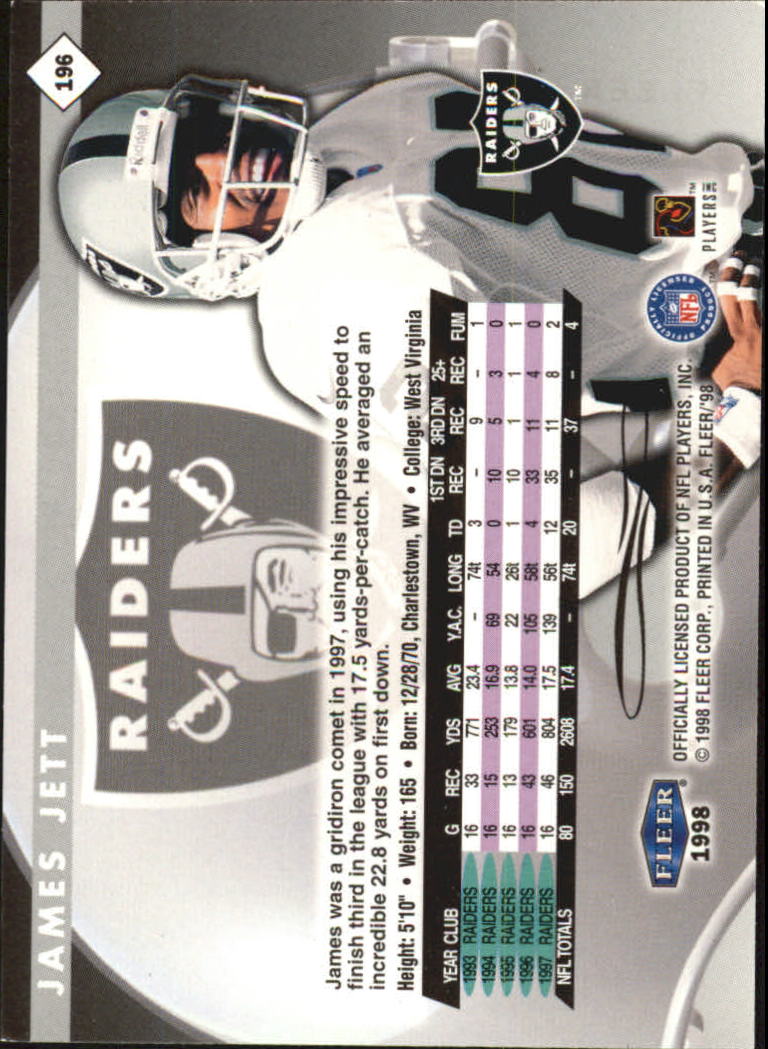 JAMES JETT
196
RAIDERS
Riddell
RAIDERS
TM
James was a gridiron comet in 1997, using his impressive speed to
finish third in the league with 17.5 yards-per-catch. He averaged an
incredible 22.8 yards on first down.
Height: 5'10" • Weight: 165 • Born: 12/28/70, Charlestown, WV • College: West Virginia
1ST DN 3RD DN 25+
YEAR CLUB G REC YDS AVG Y.A.C. LONG TD REC REC REC FUM
1993 RAIDERS 16 33 771 23.4 – 74t 3 – 9 – 1
1994 RAIDERS 16 15 253 16.9 69 54 0 10 5 3 0
1995 RAIDERS 16 13 179 13.8 22 26t 1 10 1 1 1
1996 RAIDERS 16 43 601 14.0 105 58t 4 33 11 4 0
1997 RAIDERS 16 46 804 17.5 139 56t 12 35 11 8 2
NFL TOTALS 80 150 2608 17.4 – 74t 20 – 37 – 4
FLEER®
1998
OFFICIALLY LICENSED PRODUCT OF NFL PLAYERS, INC.
© 1998 FLEER CORP., PRINTED IN U.S.A. FLEER/'98
OFFICIALLY LICENSED PRODUCT
NFL
TM
PLAYERS INC
TM